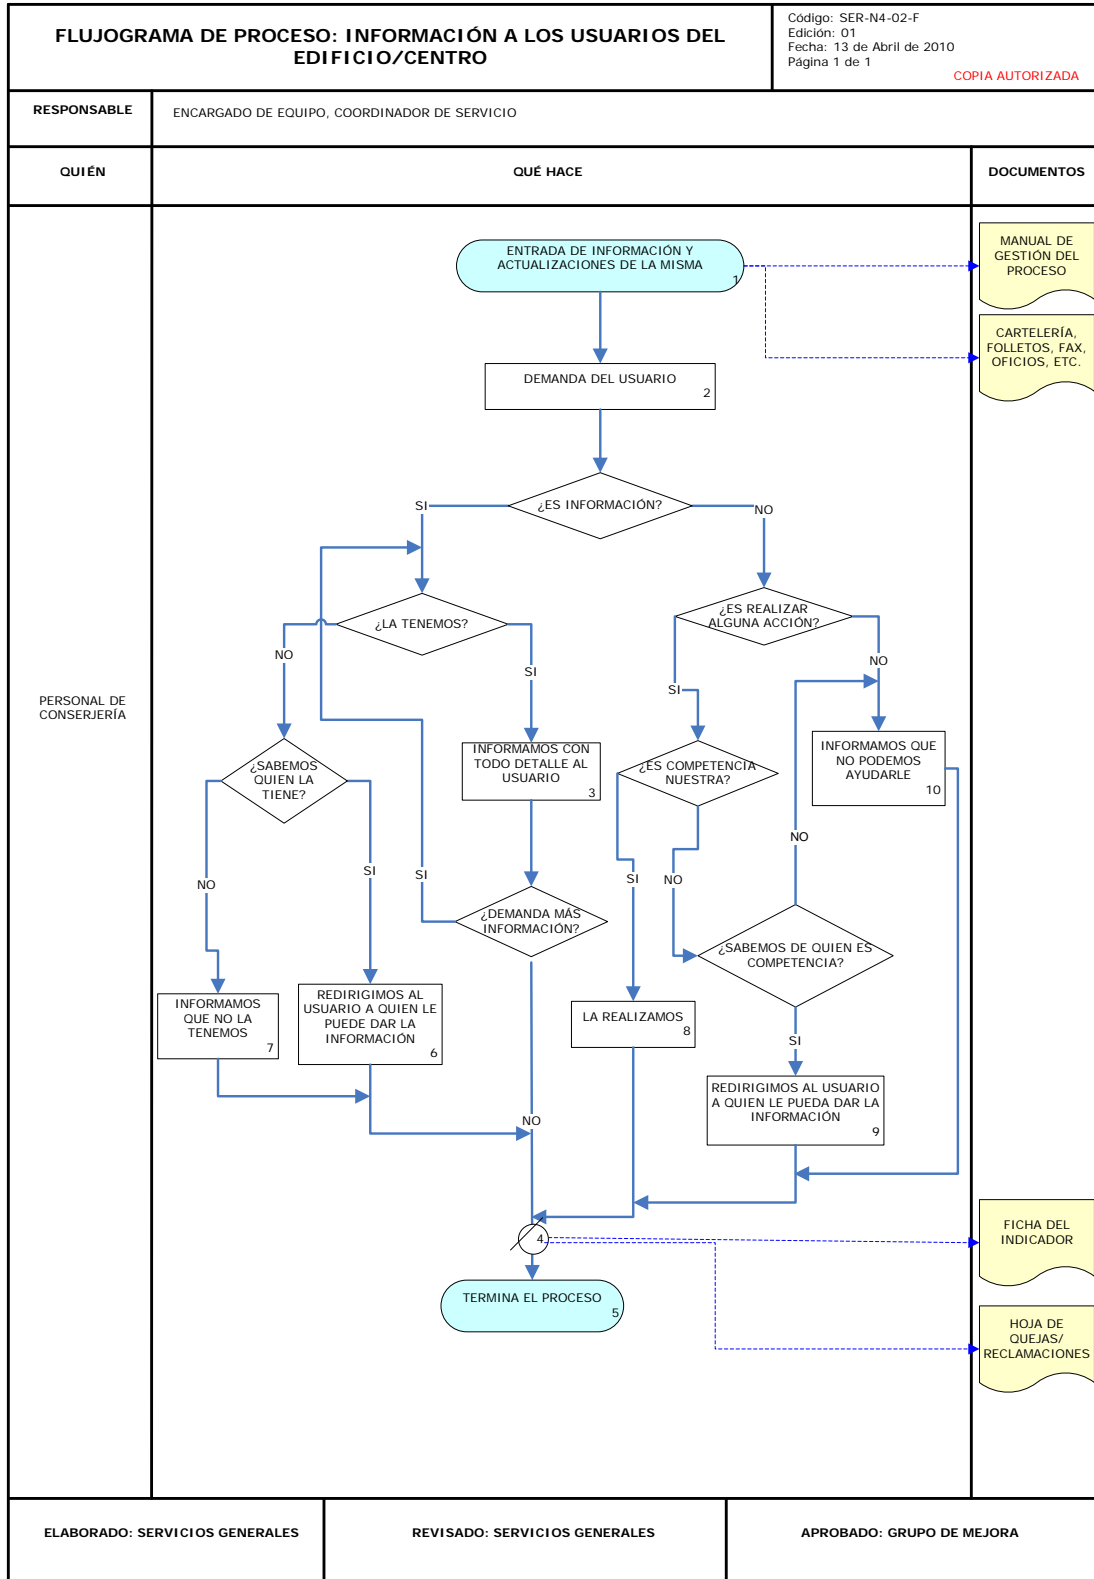 FLUJOGRAMA DE PROCESO: INFORMACIÓN A LOS USUARIOS DEL
EDIFICIO/CENTRO
Código: SER-N4-02-F
Edición: 01
Fecha: 13 de Abril de 2010
Página 1 de 1
COPIA AUTORIZADA
RESPONSABLE
ENCARGADO DE EQUIPO, COORDINADOR DE SERVICIO
QUIÉN
QUÉ HACE
DOCUMENTOS
ENTRADA DE INFORMACIÓN Y
ACTUALIZACIONES DE LA MISMA
1
MANUAL DE
GESTIÓN DEL
PROCESO
CARTELERÍA,
FOLLETOS, FAX,
OFICIOS, ETC.
DEMANDA DEL USUARIO
2
¿ES INFORMACIÓN?
SI
NO
¿LA TENEMOS?
¿ES REALIZAR
ALGUNA ACCIÓN?
NO
SI
SI
NO
PERSONAL DE
CONSERJERÍA
¿SABEMOS
QUIEN LA
TIENE?
INFORMAMOS CON
TODO DETALLE AL
USUARIO
3
¿ES COMPETENCIA
NUESTRA?
INFORMAMOS QUE
NO PODEMOS
AYUDARLE
10
NO
SI
SI
SI
NO
NO
¿DEMANDA MÁS
INFORMACIÓN?
¿SABEMOS DE QUIEN ES
COMPETENCIA?
INFORMAMOS
QUE NO LA
TENEMOS
7
REDIRIGIMOS AL
USUARIO A QUIEN LE
PUEDE DAR LA
INFORMACIÓN
6
LA REALIZAMOS
8
SI
NO
REDIRIGIMOS AL USUARIO
A QUIEN LE PUEDA DAR LA
INFORMACIÓN
9
4
FICHA DEL
INDICADOR
TERMINA EL PROCESO
5
HOJA DE
QUEJAS/
RECLAMACIONES
ELABORADO: SERVICIOS GENERALES
REVISADO: SERVICIOS GENERALES
APROBADO: GRUPO DE MEJORA